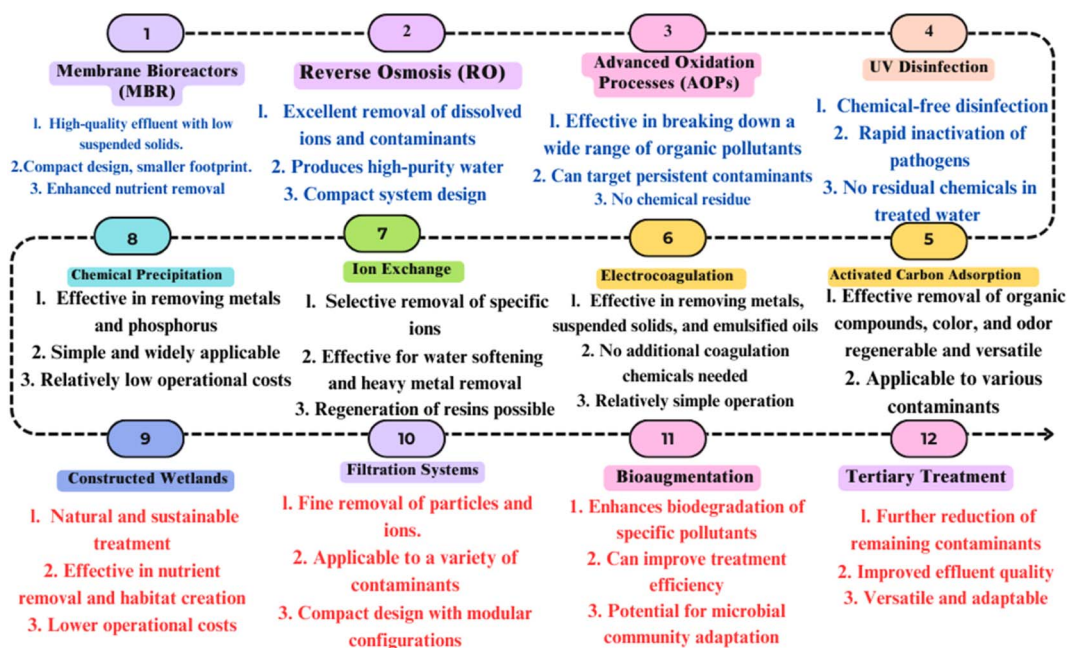 1
Membrane Bioreactors
(MBR)
1. High-quality effluent with low
suspended solids.
2.Compact design, smaller footprint.
3. Enhanced nutrient removal
2
Reverse Osmosis (RO)
1. Excellent removal of dissolved
ions and contaminants
2. Produces high-purity water
3. Compact system design
3
Advanced Oxidation
Processes (AOPs)
1. Effective in breaking down a
wide range of organic pollutants
2. Can target persistent contaminants
3. No chemical residue
4
UV Disinfection
1. Chemical-free disinfection
2. Rapid inactivation of
pathogens
3. No residual chemicals in
treated water
8
Chemical Precipitation
1. Effective in removing metals
and phosphorus
2. Simple and widely applicable
3. Relatively low operational costs
7
Ion Exchange
1. Selective removal of specific
ions
2. Effective for water softening
and heavy metal removal
3. Regeneration of resins possible
6
Electrocoagulation
1. Effective in removing metals,
suspended solids, and emulsified oils
2. No additional coagulation
chemicals needed
3. Relatively simple operation
5
Activated Carbon Adsorption
1. Effective removal of organic
compounds, color, and odor
regenerable and versatile
2. Applicable to various
contaminants
9
Constructed Wetlands
1. Natural and sustainable
treatment
2. Effective in nutrient
removal and habitat creation
3. Lower operational costs
10
Filtration Systems
1. Fine removal of particles and
ions.
2. Applicable to a variety of
contaminants
3. Compact design with modular
configurations
11
Bioaugmentation
1. Enhances biodegradation of
specific pollutants
2. Can improve treatment
efficiency
3. Potential for microbial
community adaptation
12
Tertiary Treatment
1. Further reduction of
remaining contaminants
2. Improved effluent quality
3. Versatile and adaptable